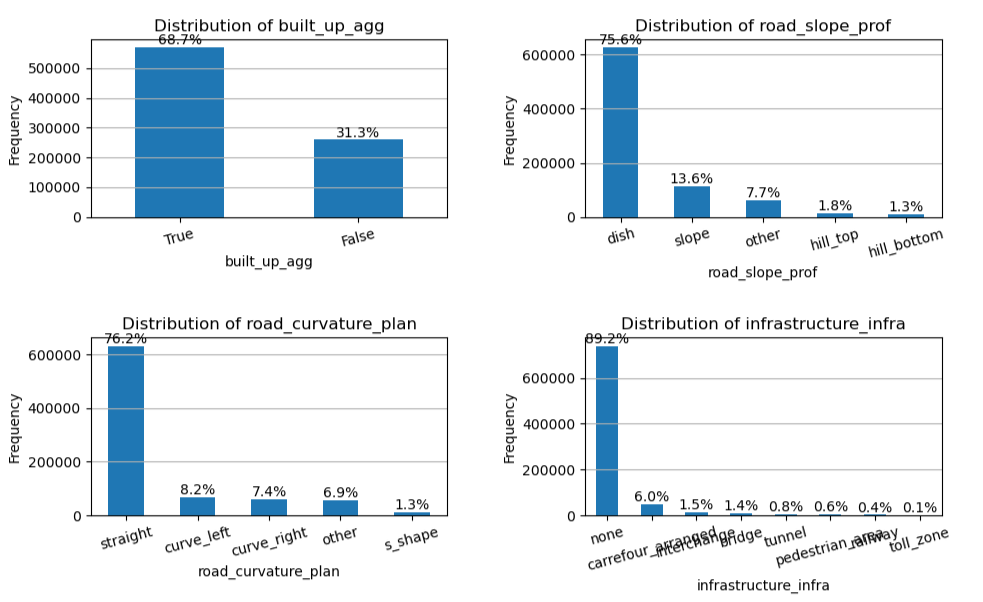 Distribution of built_up_agg
68.7%
31.3%
Frequency
500000
400000
300000
200000
100000
0
True
False
built_up_agg
Distribution of road_slope_prof
75.6%
13.6%
7.7%
1.8%
1.3%
Frequency
600000
400000
200000
0
dish
slope
other
hill_top
hill_bottom
road_slope_prof
Distribution of road_curvature_plan
76.2%
8.2%
7.4%
6.9%
1.3%
Frequency
600000
400000
200000
0
straight
curve_left
curve_right
other
s_shape
road_curvature_plan
Distribution of infrastructure_infra
89.2%
6.0%
1.5%
1.4%
0.8%
0.6%
0.4%
0.1%
Frequency
600000
400000
200000
0
none
carrefour_arranged
interchange
bridge
tunnel
pedestrian_area
railway
toll_zone
infrastructure_infra